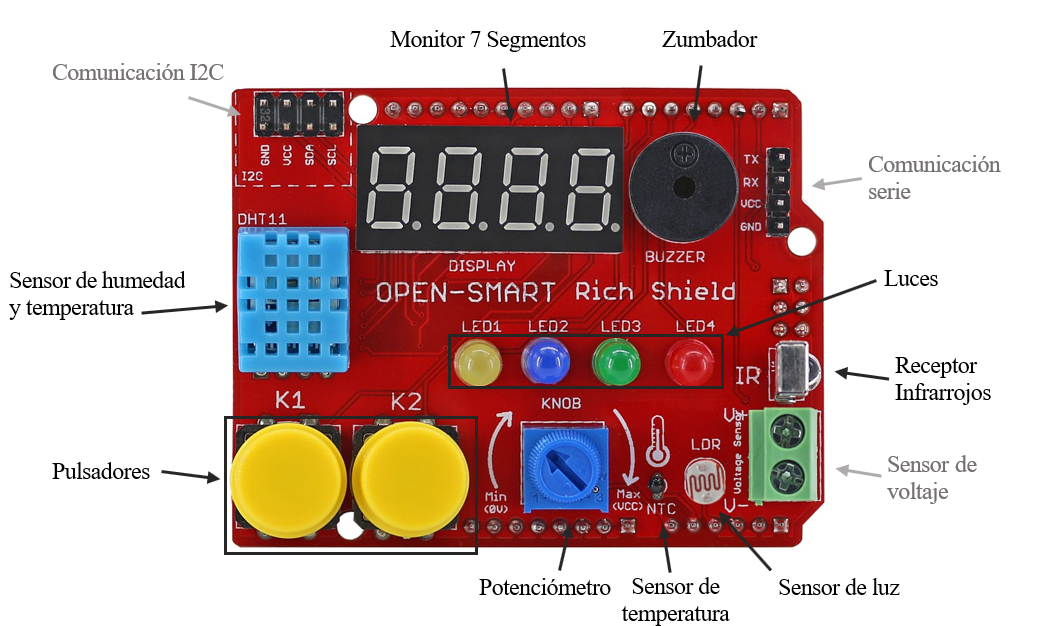 Monitor 7 Segmentos
Zumbador
Comunicación I2C
GND
VCC
SDA
SCL
I2C
TX
RX
VCC
GND
Comunicación
serie
DHT11
BUZZER
DISPLAY
Sensor de humedad
y temperatura
OPEN-SMART Rich Shield
Luces
LED1
LED2
LED3
LED4
IR
Receptor
Infrarrojos
K1
K2
KNOB
V+
Voltage Sensor
V-
LDR
Pulsadores
Sensor de
voltaje
Min
(0V)
Max
(VCC)
NTC
Potenciómetro
Sensor de
temperatura
Sensor de luz